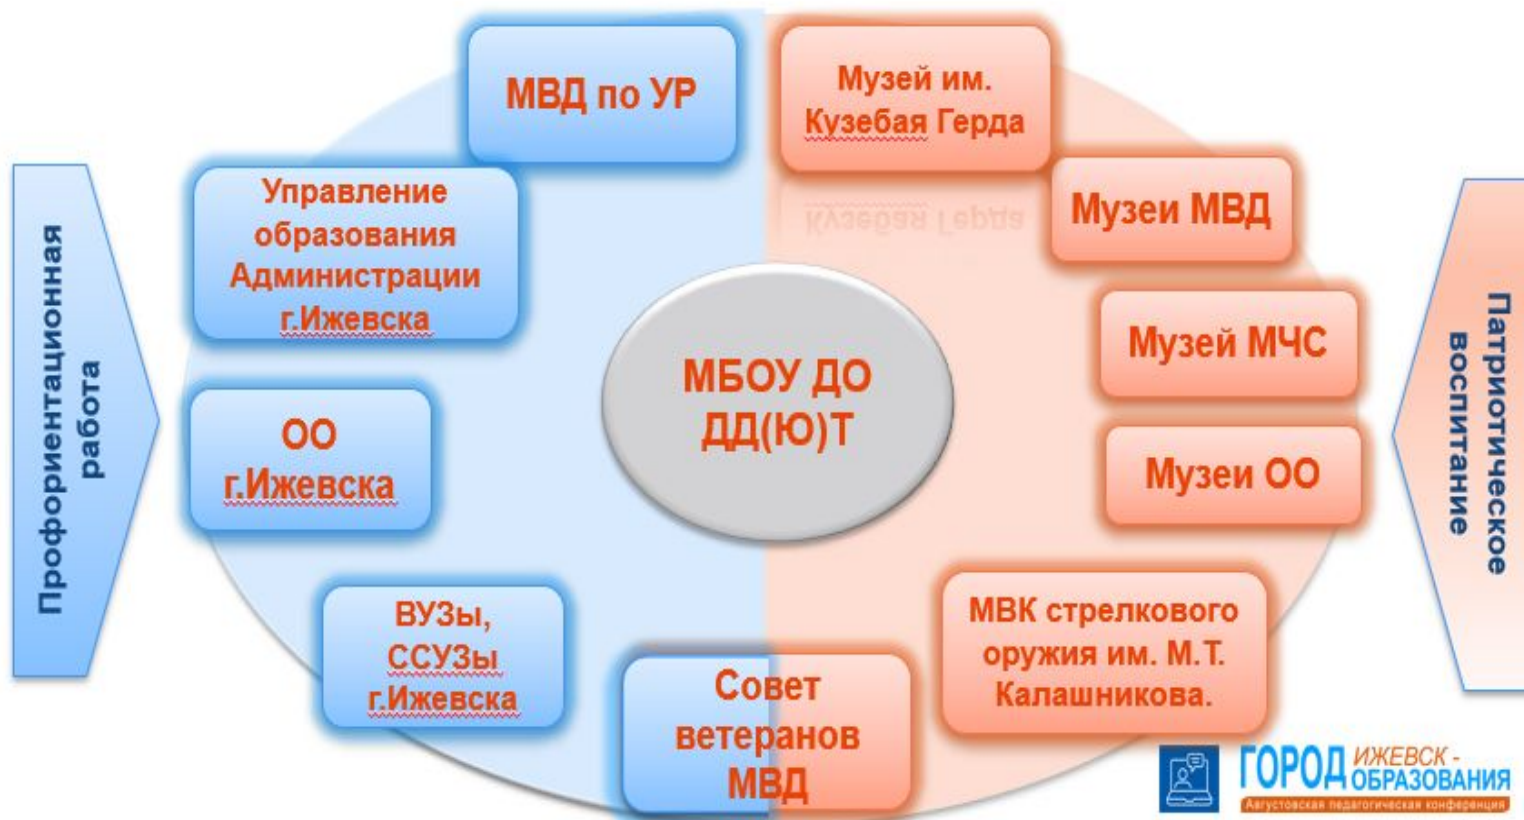 МВД по УР
Музей им.
Кузебая Герда
Управление
образования
Администрации
г.Ижевска
Музеи МВД
Профориентационная
работа
МБОУ ДО
ДД(Ю)Т
Музей МЧС
Патриотическое
воспитание
ОО
г.Ижевска
Музеи ОО
ВУЗы,
ССУЗы
г.Ижевска
МВК стрелкового
оружия им. М.Т.
Калашникова.
Совет
ветеранов
МВД
ГОРОД
ИЖЕВСК -
ОБРАЗОВАНИЯ
Августовская педагогическая конференция